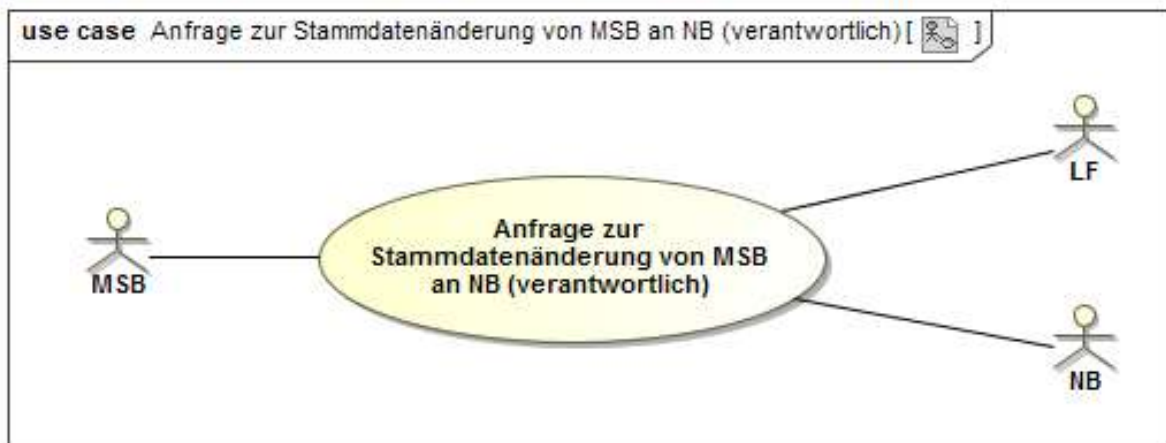 use case Anfrage zur Stammdatenänderung von MSB an NB (verantwortlich) [ ]
LF
Anfrage zur
Stammdatenänderung von MSB
an NB (verantwortlich)
MSB
NB